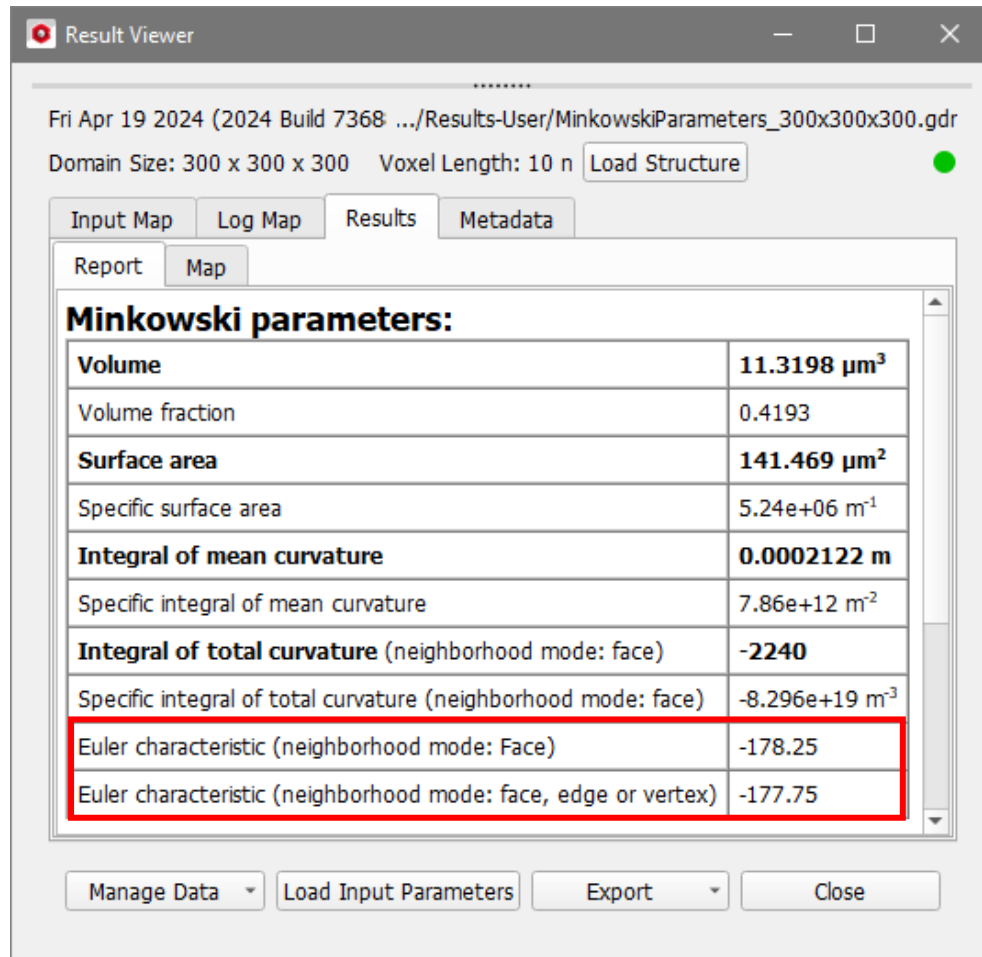 Result Viewer
Fri Apr 19 2024 (2024 Build 7368 .../Results-User/MinkowskiParameters_300x300x300.gdr
Domain Size: 300 x 300 x 300 Voxel Length: 10 n Load Structure
Input Map Log Map Results Metadata
Report Map
Minkowski parameters:
Volume 11.3198 µm³
Volume fraction 0.4193
Surface area 141.469 µm²
Specific surface area 5.24e+06 m⁻¹
Integral of mean curvature 0.0002122 m
Specific integral of mean curvature 7.86e+12 m⁻²
Integral of total curvature (neighborhood mode: face) -2240
Specific integral of total curvature (neighborhood mode: face) -8.296e+19 m⁻³
Euler characteristic (neighborhood mode: Face) -178.25
Euler characteristic (neighborhood mode: face, edge or vertex) -177.75
Manage Data Load Input Parameters Export Close